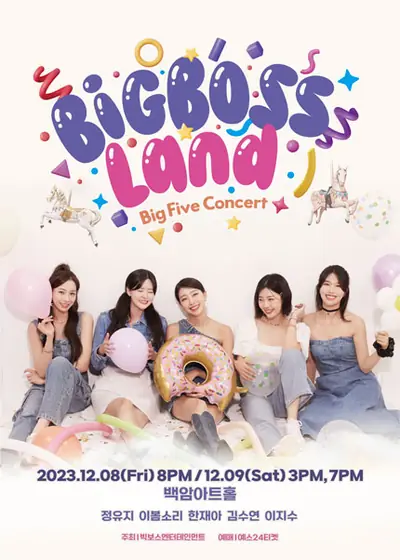 BiGBOSS
Land
Big Five Concert
2023.12.08(Fri) 8PM / 12.09(Sat) 3PM, 7PM
백암아트홀
정유지 이봄소리 한재아 김수연 이지수
주최 | 빅보스엔터테인먼트 예매 | 예스24티켓